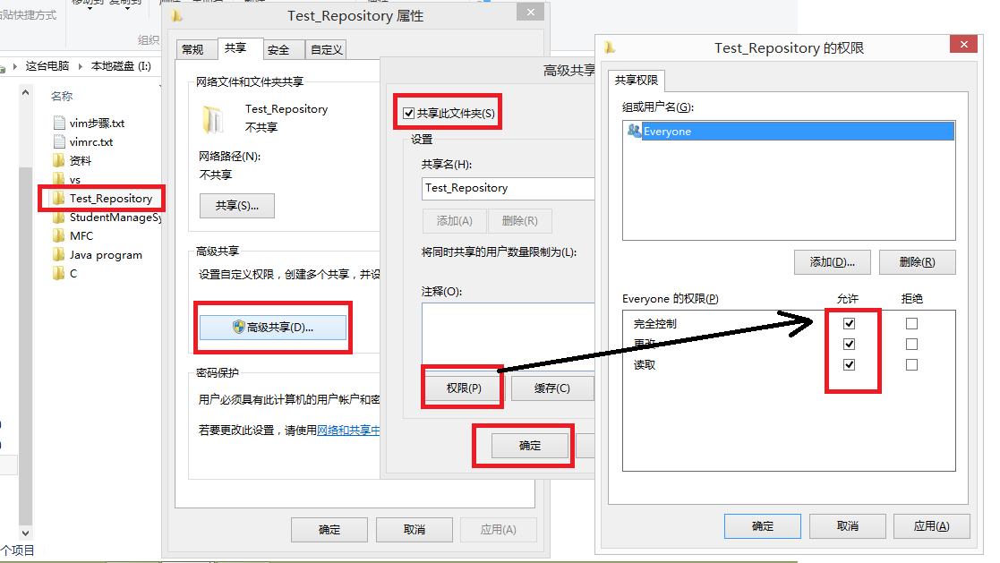 粘贴快捷方式
移动到 复制到
组织
这台电脑 本地磁盘 (I:)
名称
vim步骤.txt
vimrc.txt
资料
vs
Test_Repository
StudentManageSy
MFC
Java program
C
个项目
Test_Repository 属性
常规 共享 安全 自定义
网络文件和文件夹共享
Test_Repository
不共享
网络路径(N):
不共享
共享(S)...
高级共享
设置自定义权限，创建多个共享，并设
高级共享(D)...
密码保护
用户必须具有此计算机的用户帐户和密
若要更改此设置，请使用网络和共享中
确定 取消 应用(A)
高级共享
共享此文件夹(S)
设置
共享名(H):
Test_Repository
添加(A) 删除(R)
将同时共享的用户数量限制为(L):
注释(O):
权限(P) 缓存(C)
确定
Test_Repository 的权限
共享权限
组或用户名(G):
Everyone
添加(D)... 删除(R)
Everyone 的权限(P) 允许 拒绝
完全控制
更改
读取
确定 取消 应用(A)